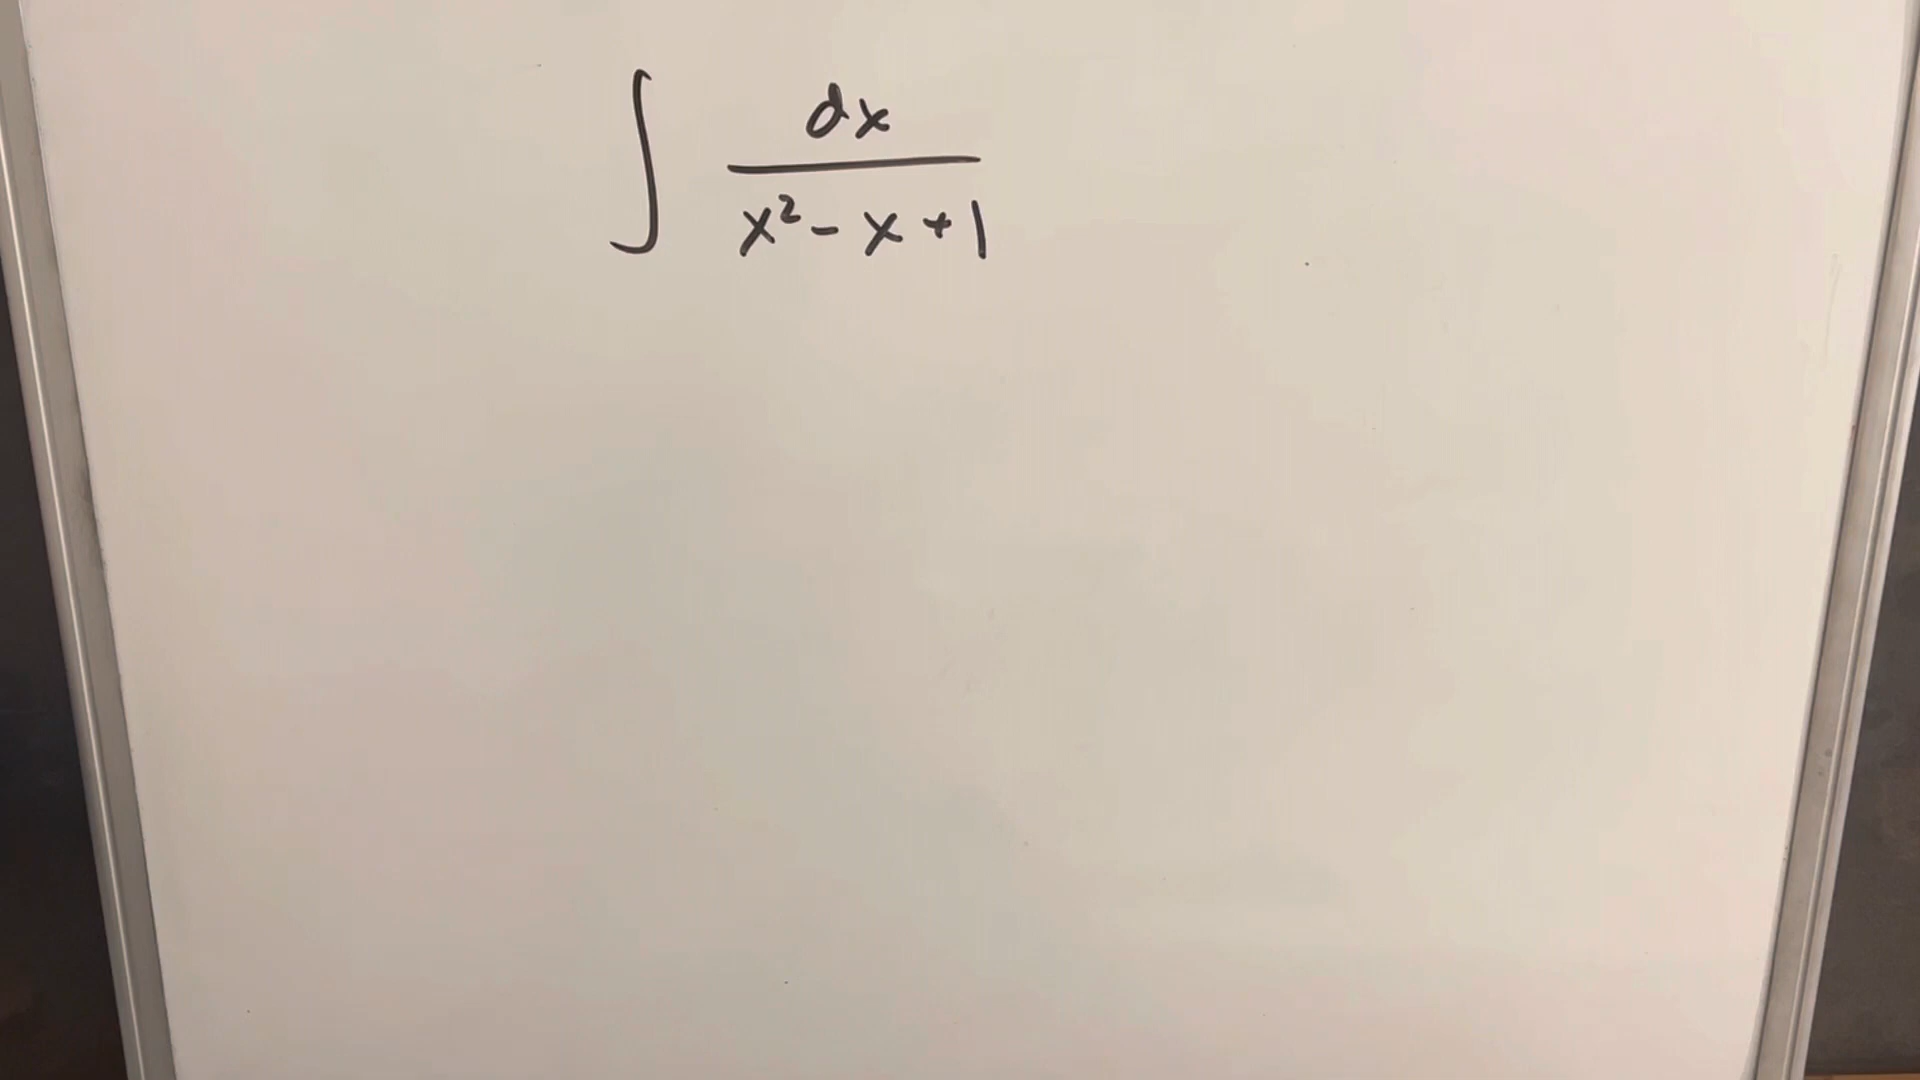 ∫ dx / (x² - x + 1)